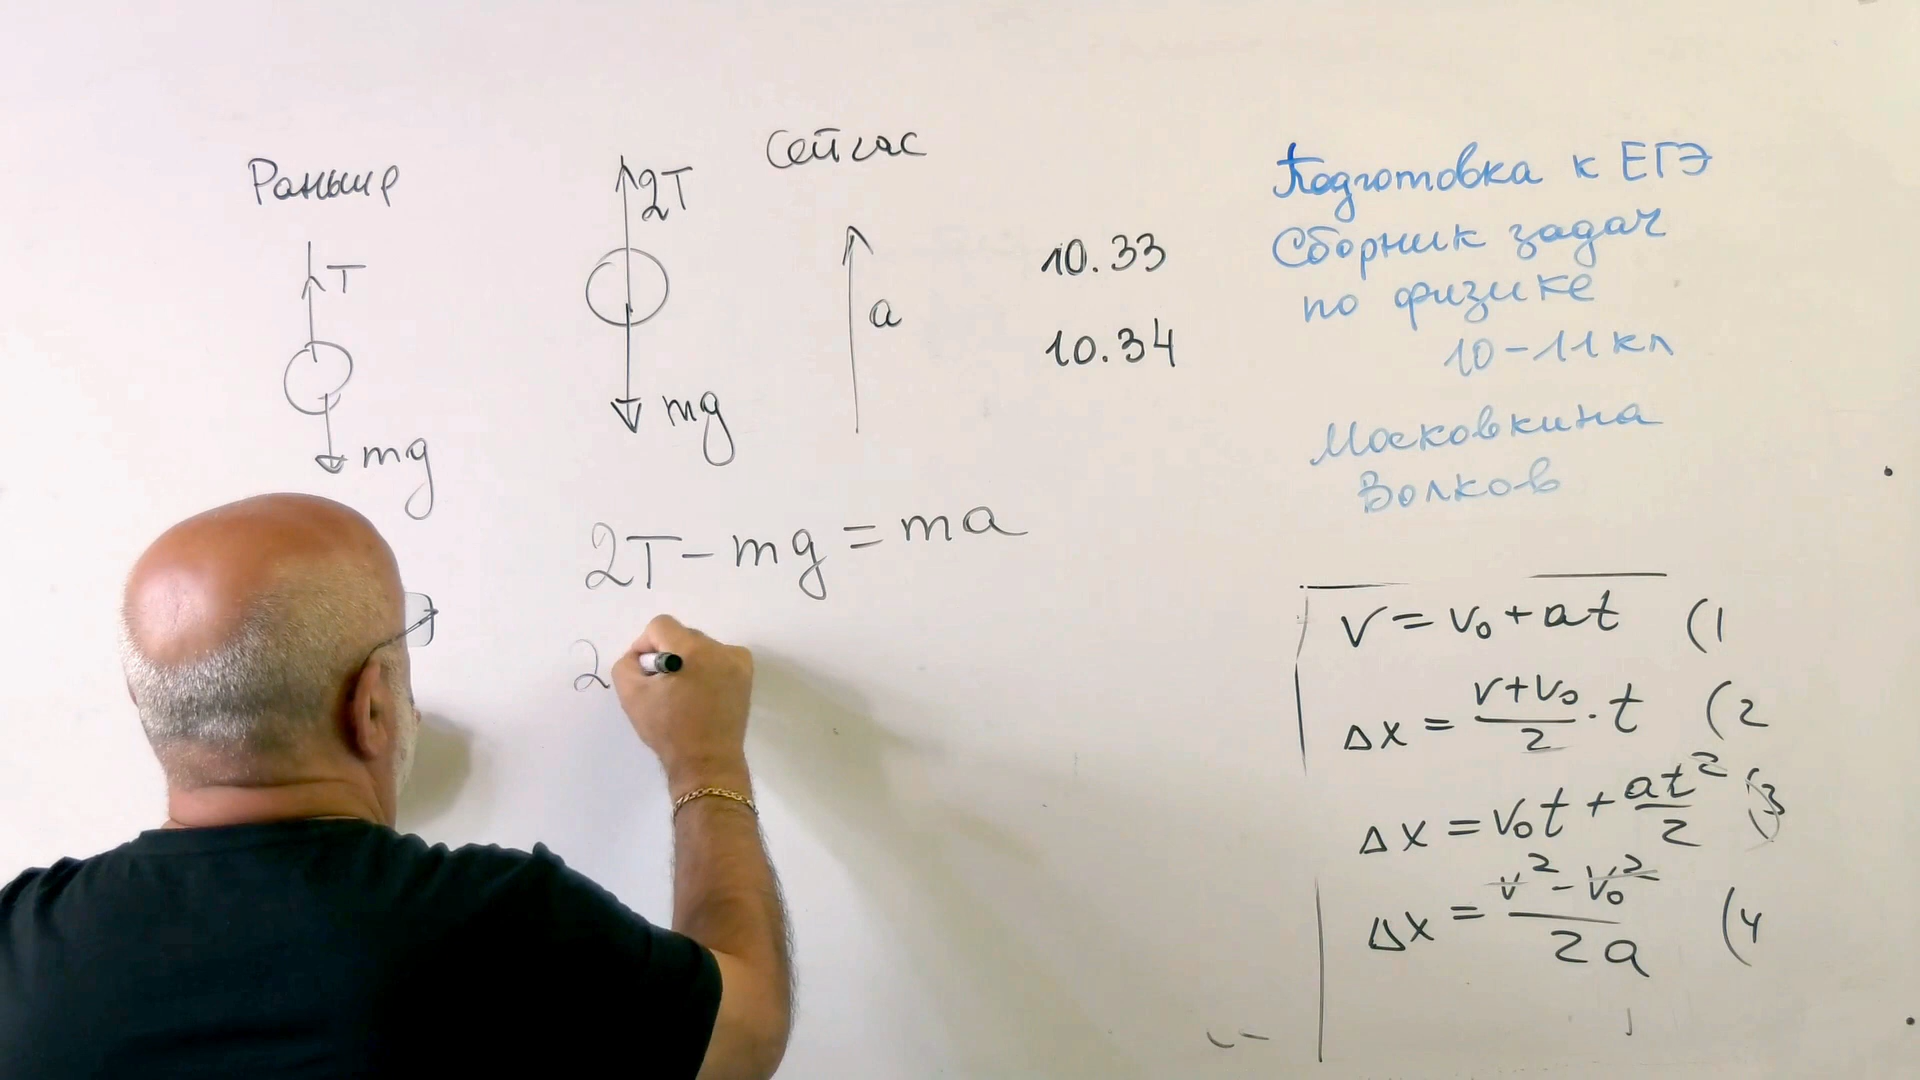 Раньше
T
mg
2T
mg
Сейчас
a
10.33
10.34
2T - mg = ma
2
Подготовка к ЕГЭ
Сборник задач
по физике
10-11 кл
Московкина
Волков
v = v₀ + at (1
Δx = (v+v₀)/2 · t (2
Δx = v₀t + at²/2 (3
Δx = (v² - v₀²)/2a (4